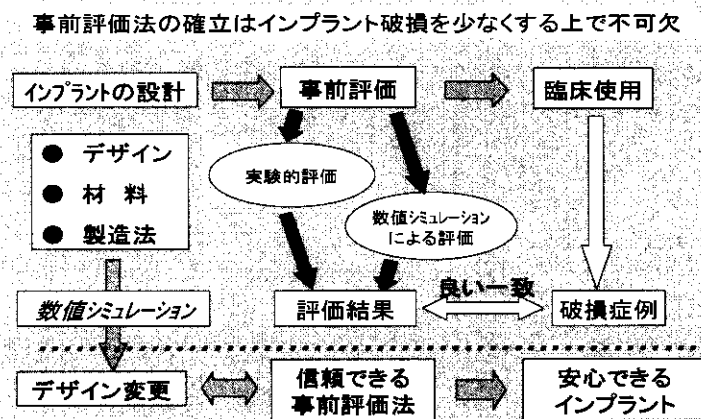 事前評価法の確立はインプラント破損を少なくする上で不可欠
インプラントの設計
事前評価
臨床使用
● デザイン
● 材 料
● 製造法
実験的評価
数値シミュレーション
による評価
数値シミュレーション
評価結果
良い一致
破損症例
デザイン変更
信頼できる
事前評価法
安心できる
インプラント